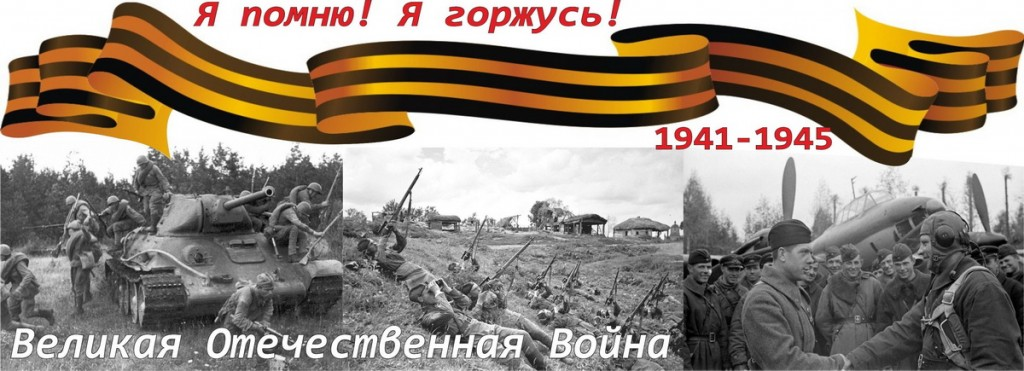 Я помню! Я горжусь!
1941-1945
Великая Отечественная Война